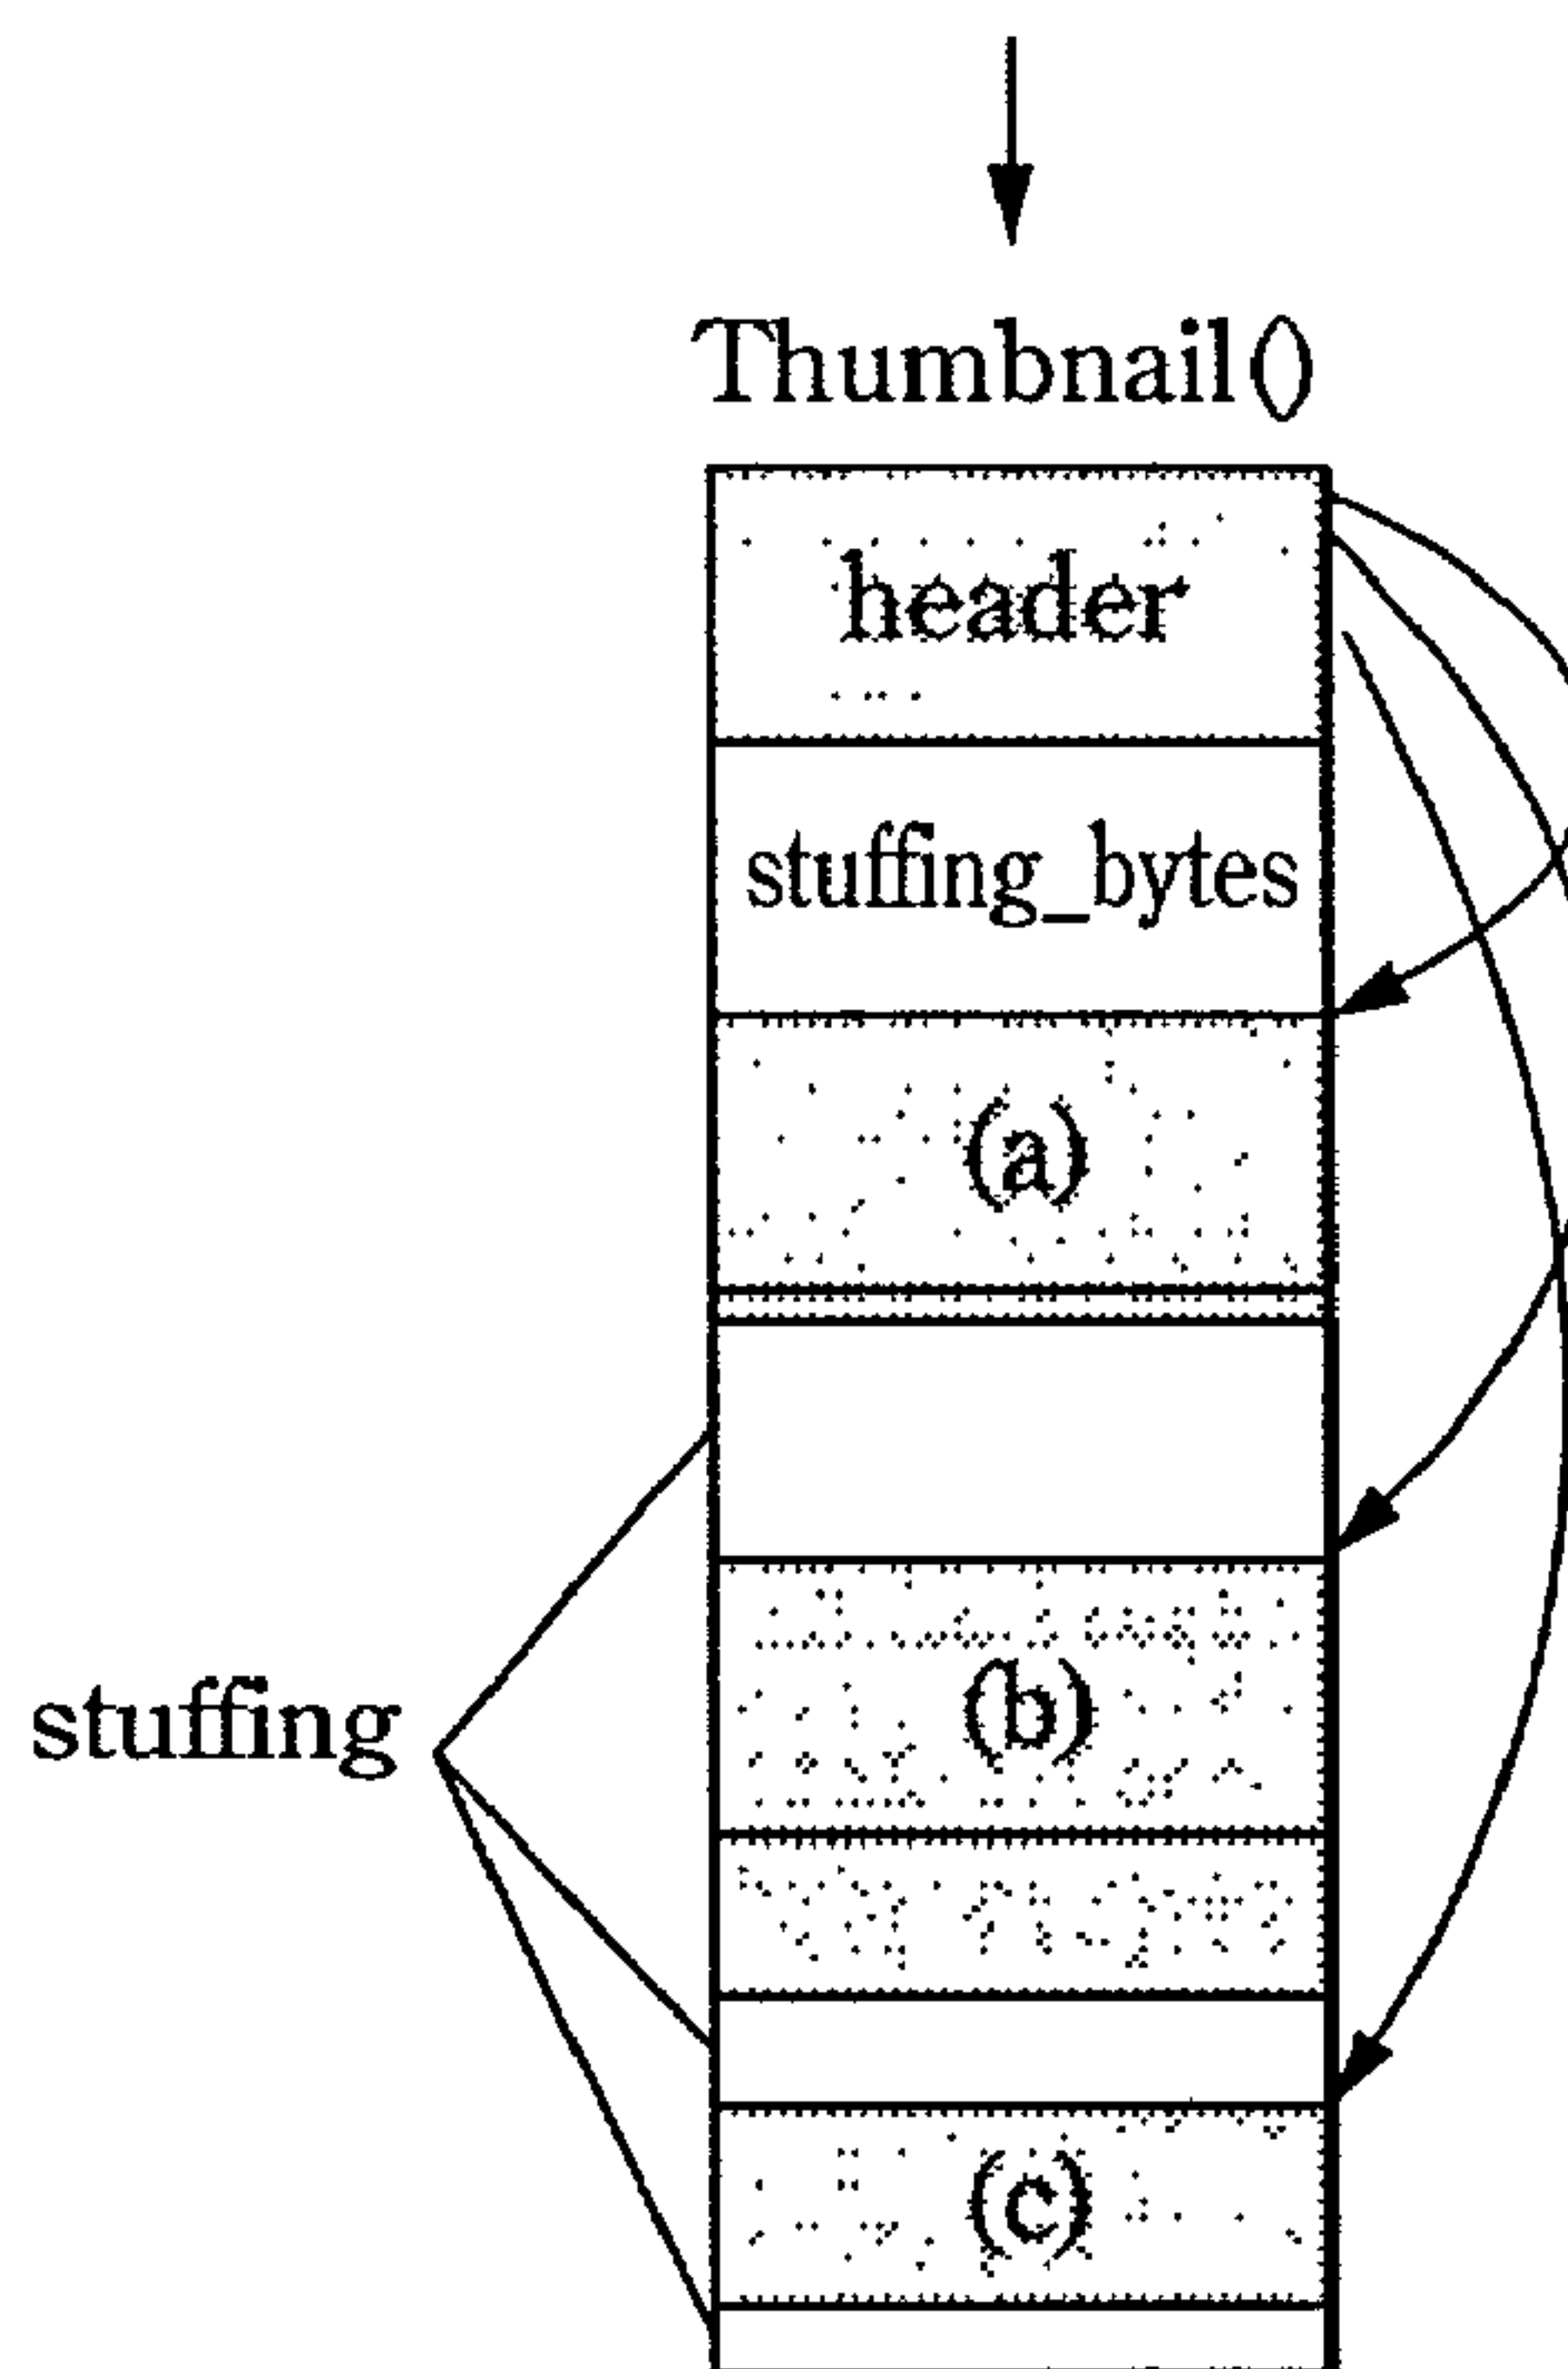 Thumbnail()
header
stuffing_bytes
(a)
(b)
stuffing
(c)